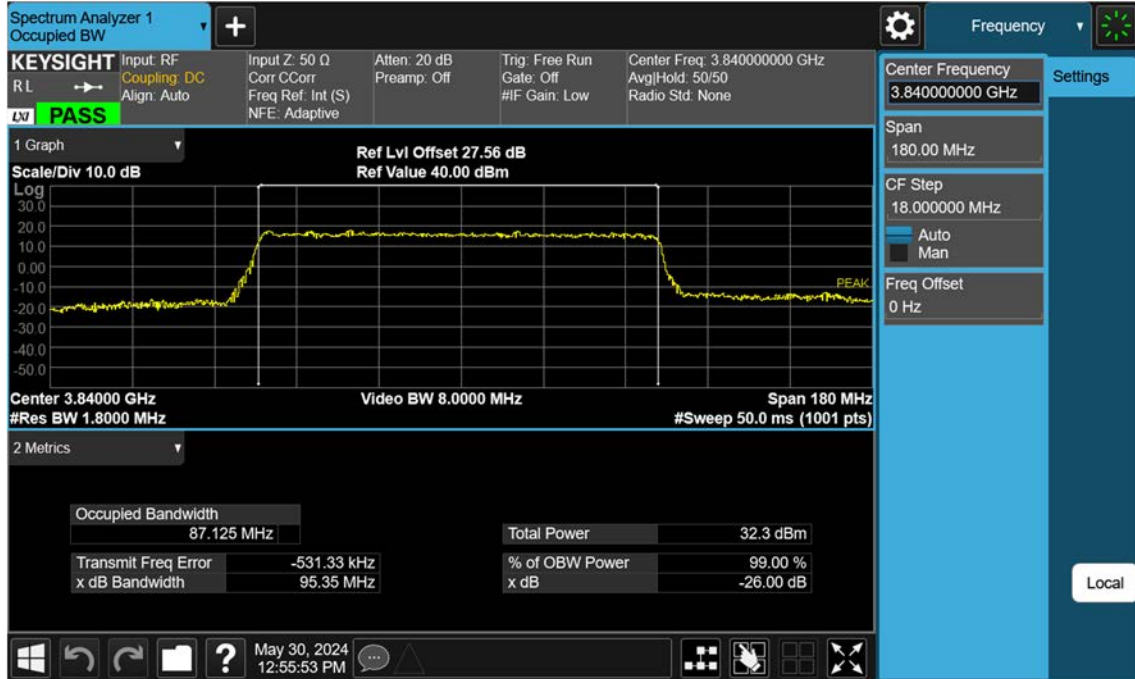 Spectrum Analyzer 1
Occupied BW
Frequency
KEYSIGHT
R L
LXI PASS
Input: RF
Coupling: DC
Align: Auto
Input Z: 50 Ω
Corr CCorr
Freq Ref: Int (S)
NFE: Adaptive
Atten: 20 dB
Preamp: Off
Trig: Free Run
Gate: Off
#IF Gain: Low
Center Freq: 3.840000000 GHz
Avg|Hold: 50/50
Radio Std: None
Center Frequency
3.840000000 GHz
Settings
Span
180.00 MHz
CF Step
18.000000 MHz
Auto
Man
Freq Offset
0 Hz
Local
1 Graph
Scale/Div 10.0 dB
Ref Lvl Offset 27.56 dB
Ref Value 40.00 dBm
Log
30.0
20.0
10.0
0.00
-10.0
-20.0
-30.0
-40.0
-50.0
PEAK
Center 3.84000 GHz
#Res BW 1.8000 MHz
Video BW 8.0000 MHz
Span 180 MHz
#Sweep 50.0 ms (1001 pts)
2 Metrics
Occupied Bandwidth
87.125 MHz
Total Power 32.3 dBm
Transmit Freq Error -531.33 kHz
% of OBW Power 99.00 %
x dB Bandwidth 95.35 MHz
x dB -26.00 dB
?
May 30, 2024
12:55:53 PM